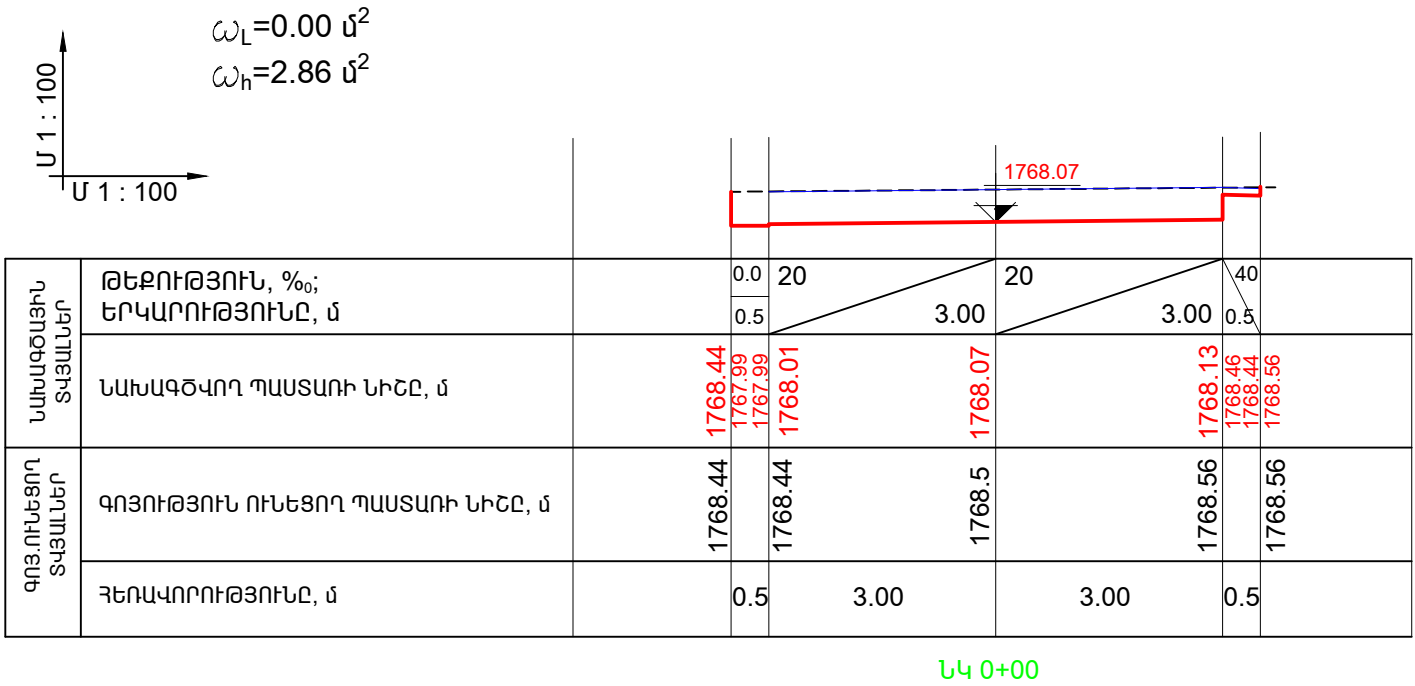 ω_L=0.00 մ²
ω_h=2.86 մ²
Մ 1 : 100
Մ 1 : 100
1768.07
ՆԱԽԱԳԾԱՅԻՆ
ՏՎՅԱԼՆԵՐ
ԹԵՔՈՒԹՅՈՒՆ, %₀;
ԵՐԿԱՐՈՒԹՅՈՒՆԸ, մ
0.0 20 20 40
0.5 3.00 3.00 0.5
ՆԱԽԱԳԾՎՈՂ ՊԱՍՏԱՌԻ ՆԻՇԸ, մ
1768.44
1767.99
1767.99
1768.01
1768.07
1768.13
1768.46
1768.44
1768.56
ԳՈՅ.ՈՒՆԵՑՈՂ
ՏՎՅԱԼՆԵՐ
ԳՈՅՈՒԹՅՈՒՆ ՈՒՆԵՑՈՂ ՊԱՍՏԱՌԻ ՆԻՇԸ, մ
1768.44
1768.44
1768.5
1768.56
1768.56
ՀԵՌԱՎՈՐՈՒԹՅՈՒՆԸ, մ
0.5 3.00 3.00 0.5
ՆԿ 0+00